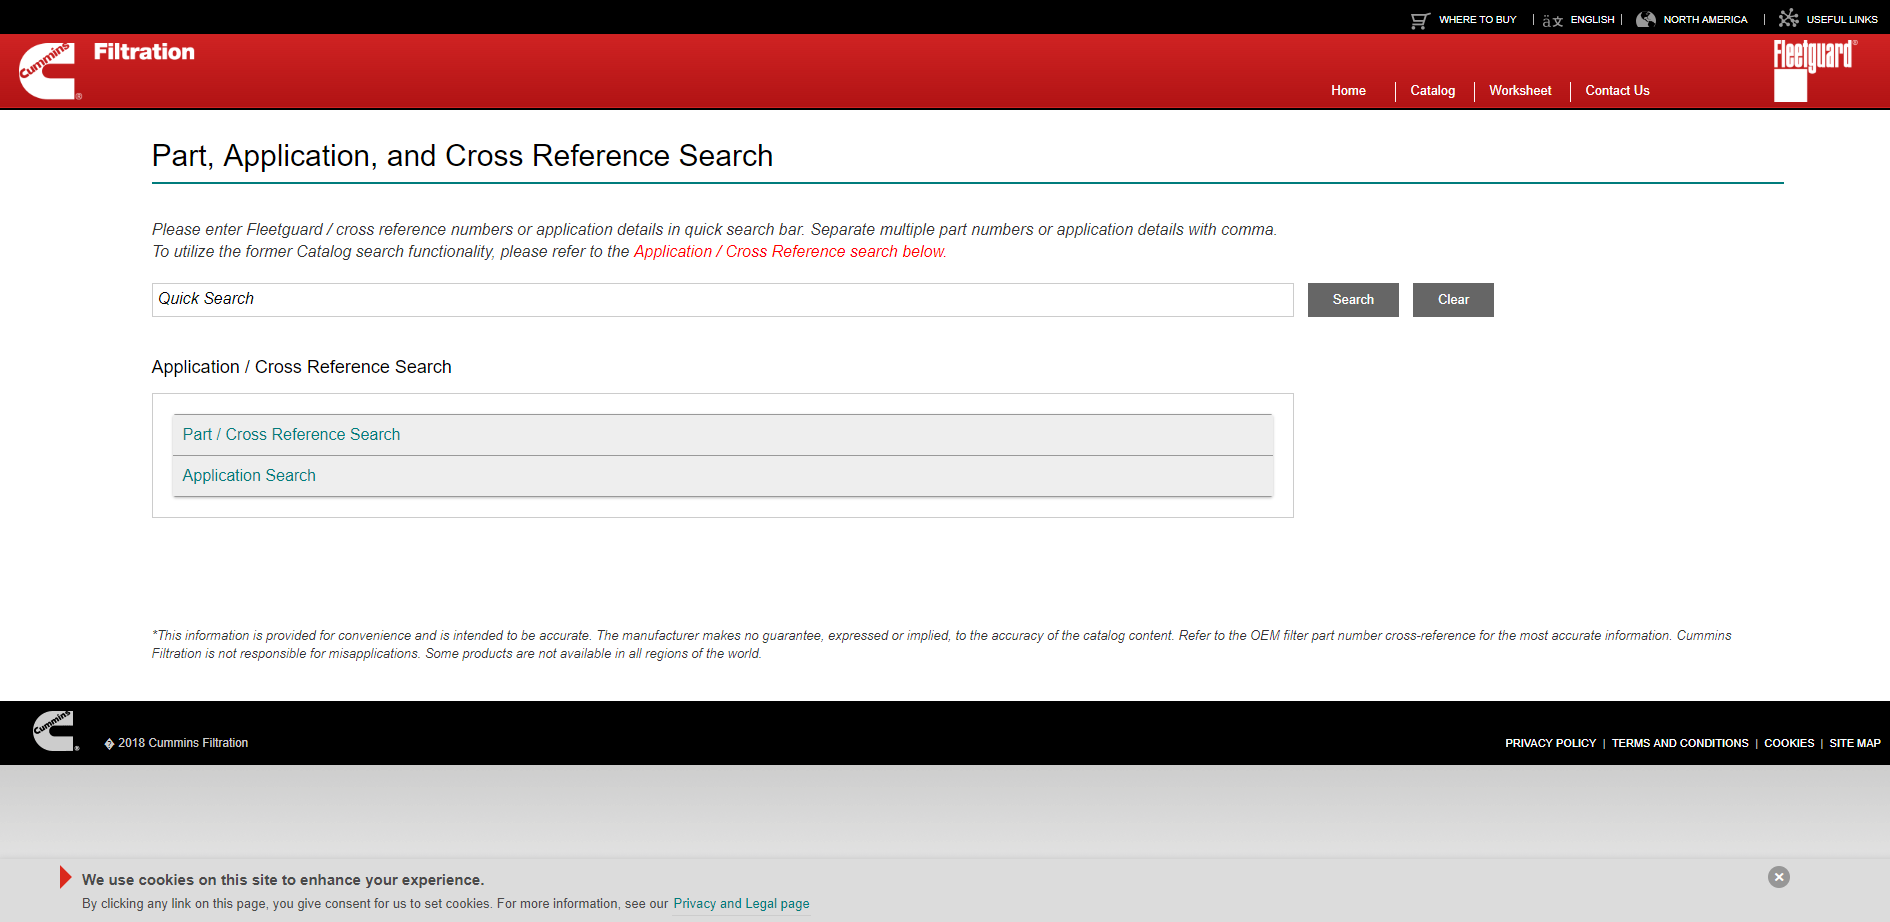 WHERE TO BUY | ä文 ENGLISH | NORTH AMERICA | USEFUL LINKS
Cummins ® Filtration
Fleetguard®
Home | Catalog | Worksheet | Contact Us
Part, Application, and Cross Reference Search
Please enter Fleetguard / cross reference numbers or application details in quick search bar. Separate multiple part numbers or application details with comma.
To utilize the former Catalog search functionality, please refer to the Application / Cross Reference search below.
Quick Search
Search
Clear
Application / Cross Reference Search
Part / Cross Reference Search
Application Search
*This information is provided for convenience and is intended to be accurate. The manufacturer makes no guarantee, expressed or implied, to the accuracy of the catalog content. Refer to the OEM filter part number cross-reference for the most accurate information. Cummins
Filtration is not responsible for misapplications. Some products are not available in all regions of the world.
Cummins ®
� 2018 Cummins Filtration
PRIVACY POLICY | TERMS AND CONDITIONS | COOKIES | SITE MAP
We use cookies on this site to enhance your experience.
By clicking any link on this page, you give consent for us to set cookies. For more information, see our Privacy and Legal page